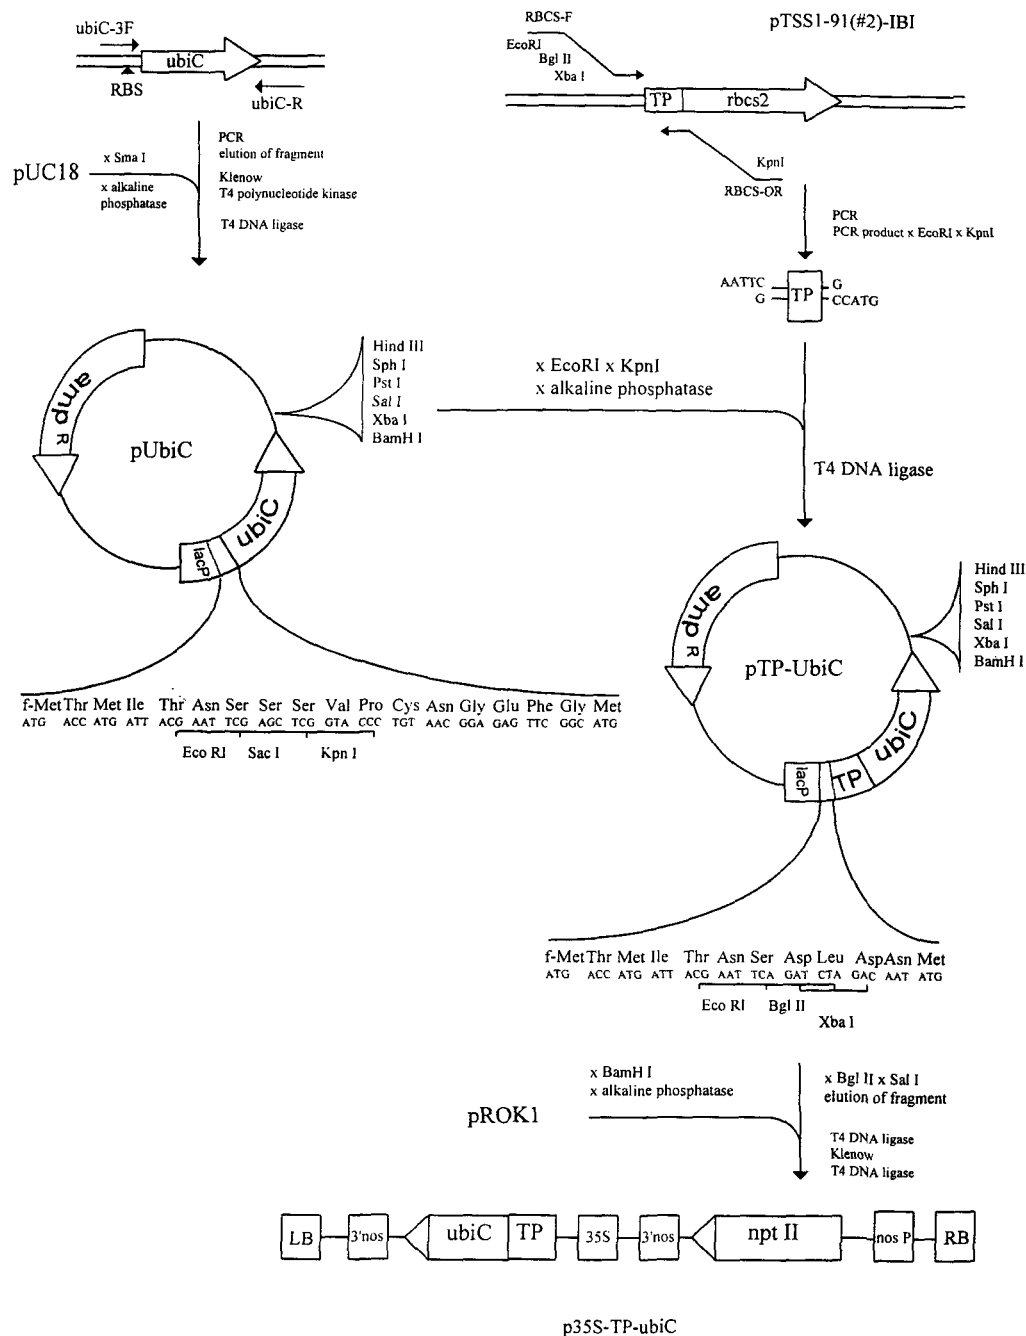 ubiC-3F
ubiC
RBS
ubiC-R
PCR
elution of fragment
Klenow
T4 polynucleotide kinase
T4 DNA ligase
pUC18
x Sma I
x alkaline
phosphatase
pTSS1-91(#2)-IBI
RBCS-F
EcoRI
Bgl II
Xba I
TP
rbcs2
KpnI
RBCS-OR
PCR
PCR product x EcoRI x KpnI
AATTC
G
TP
G
CCATG
Hind III
Sph I
Pst I
Sal I
Xba I
BamH I
amp R
pUbiC
lacP
ubiC
x EcoRI x KpnI
x alkaline phosphatase
T4 DNA ligase
f-Met Thr Met Ile Thr Asn Ser Ser Ser Val Pro Cys Asn Gly Glu Phe Gly Met
ATG ACC ATG ATT ACG AAT TCG AGC TCG GTA CCC TGT AAC GGA GAG TTC GGC ATG
Eco RI Sac I Kpn I
Hind III
Sph I
Pst I
Sal I
Xba I
BamH I
amp R
pTP-UbiC
lacP
TP
ubiC
f-Met Thr Met Ile Thr Asn Ser Asp Leu Asp Asn Met
ATG ACC ATG ATT ACG AAT TCA GAT CTA GAC AAT ATG
Eco RI Bgl II
Xba I
x BamH I
x alkaline phosphatase
pROK1
x Bgl II x Sal I
elution of fragment
T4 DNA ligase
Klenow
T4 DNA ligase
LB 3'nos ubiC TP 35S 3'nos npt II nos P RB
p35S-TP-ubiC